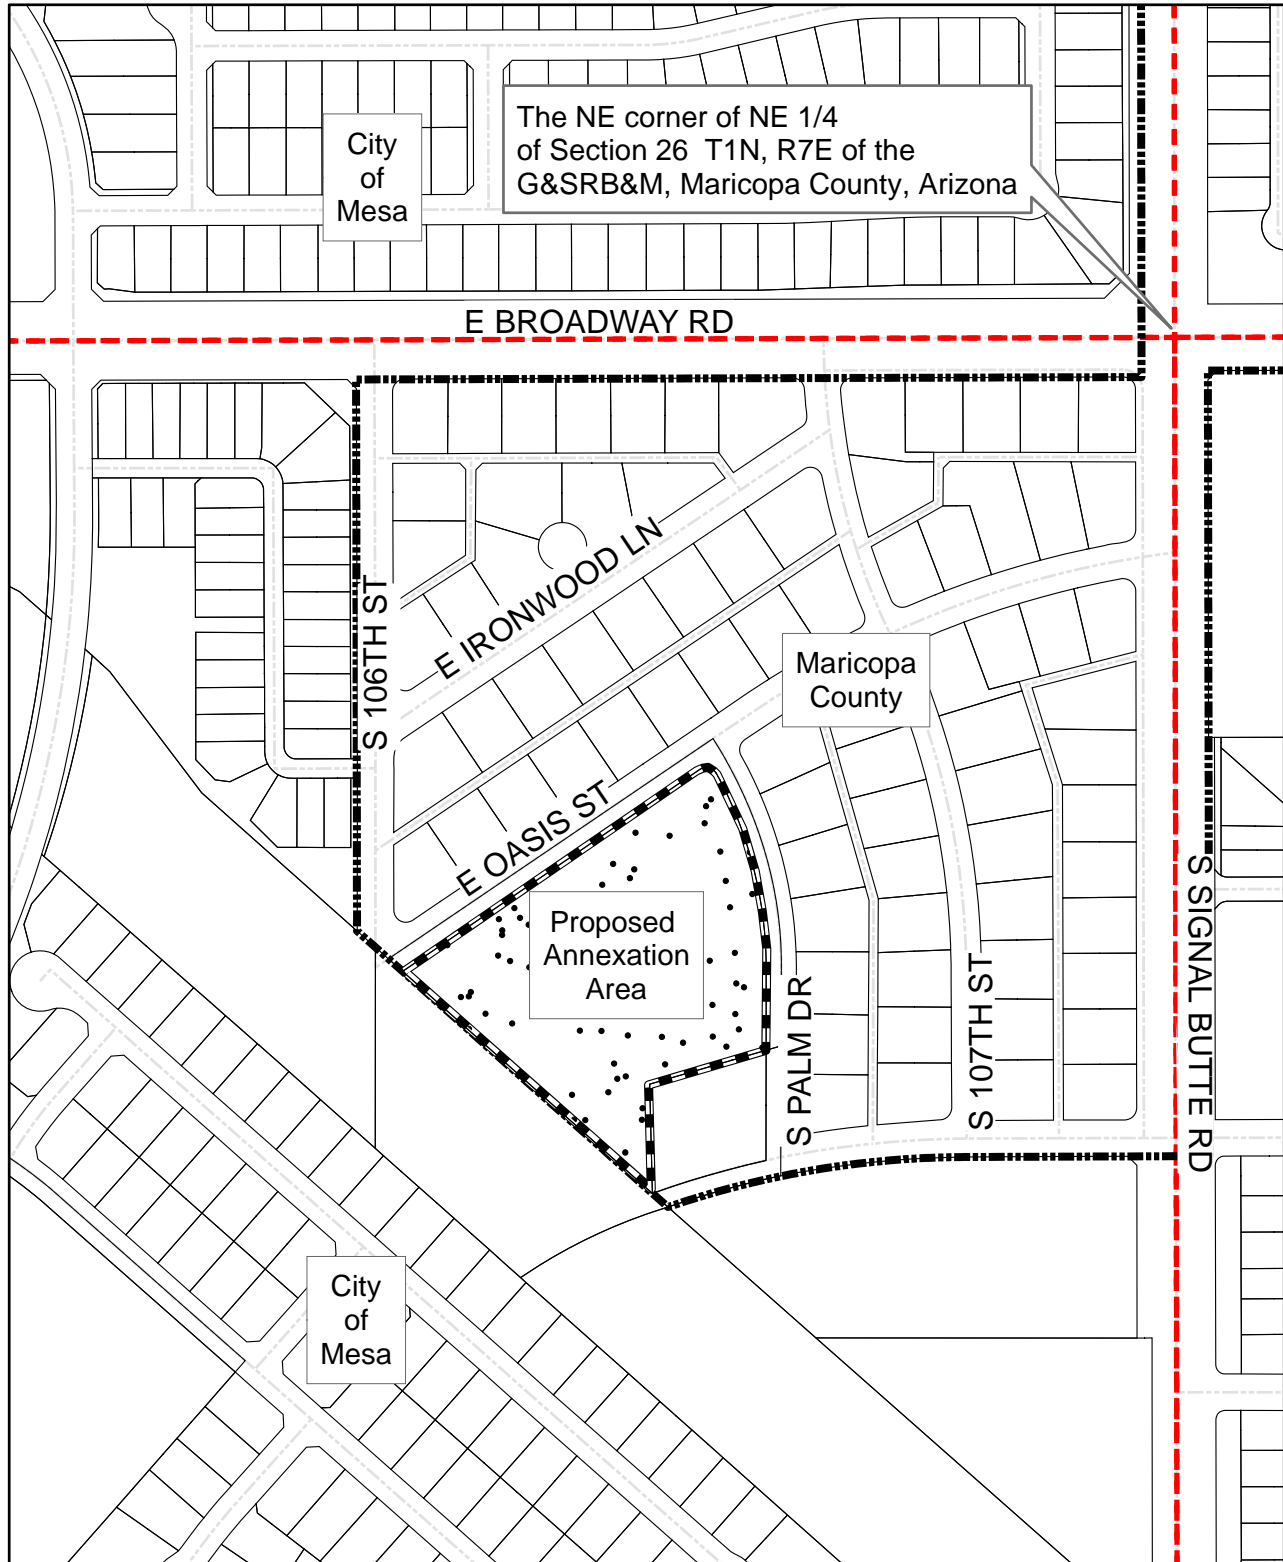 The NE corner of NE 1/4
of Section 26  T1N, R7E of the
G&SRB&M, Maricopa County, Arizona
City
of
Mesa
E BROADWAY RD
E IRONWOOD LN
S 106TH ST
Maricopa
County
E OASIS ST
Proposed
Annexation
Area
S PALM DR
S 107TH ST
S SIGNAL BUTTE RD
City
of
Mesa